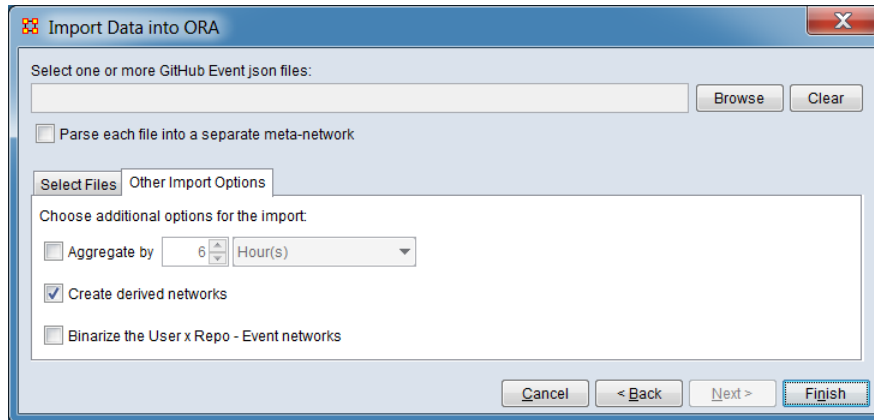 Import Data into ORA
Select one or more GitHub Event json files:
Browse Clear
Parse each file into a separate meta-network
Select Files Other Import Options
Choose additional options for the import:
Aggregate by 6 Hour(s)
Create derived networks
Binarize the User x Repo - Event networks
Cancel < Back Next > Finish